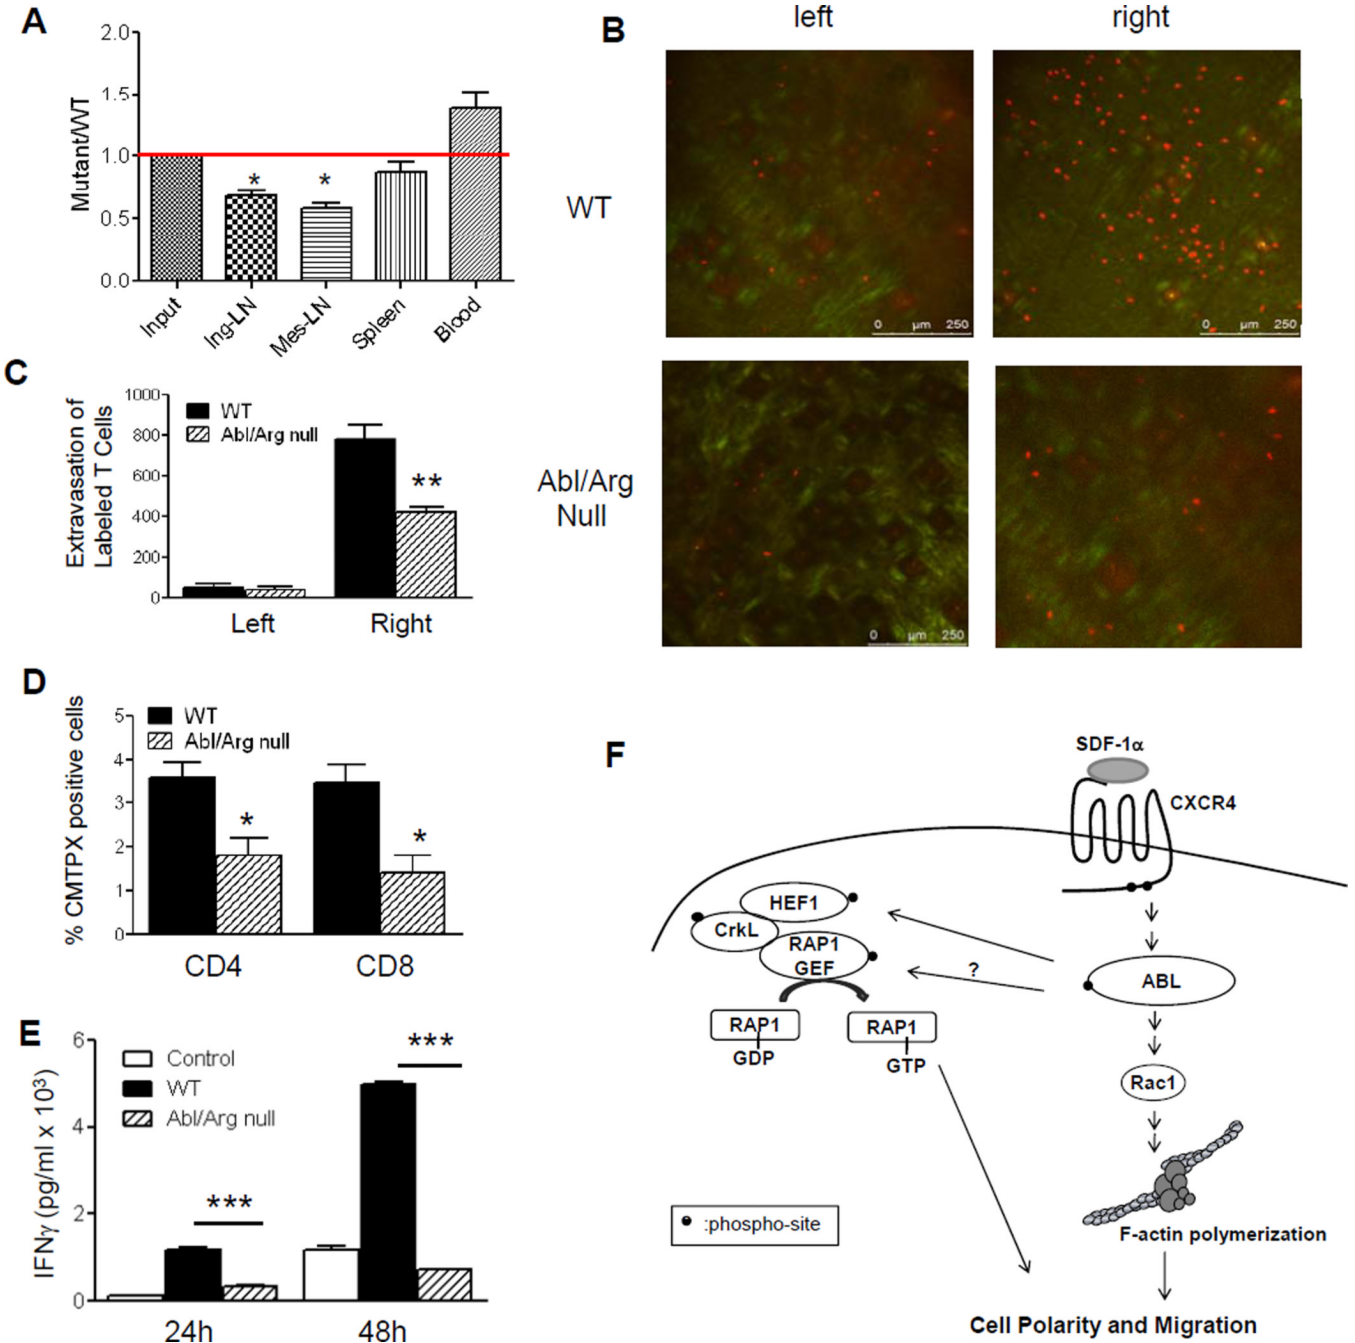 A
2.0
1.5
1.0
0.5
0.0
Mutant/WT
*
*
Input
Ing-LN
Mes-LN
Spleen
Blood
B
left
right
WT
0 µm 250
0 µm 250
Abl/Arg
Null
0 µm 250
C
1000
800
600
400
200
0
Extravasation of
Labeled T Cells
WT
Abl/Arg null
**
Left
Right
D
5
4
3
2
1
0
% CMTPX positive cells
WT
Abl/Arg null
*
*
CD4
CD8
E
6
4
2
0
IFNγ (pg/ml x 10³)
Control
WT
Abl/Arg null
***
***
24h
48h
F
SDF-1α
CXCR4
HEF1
CrkL
RAP1
GEF
?
ABL
RAP1
GDP
RAP1
GTP
Rac1
:phospho-site
F-actin polymerization
Cell Polarity and Migration